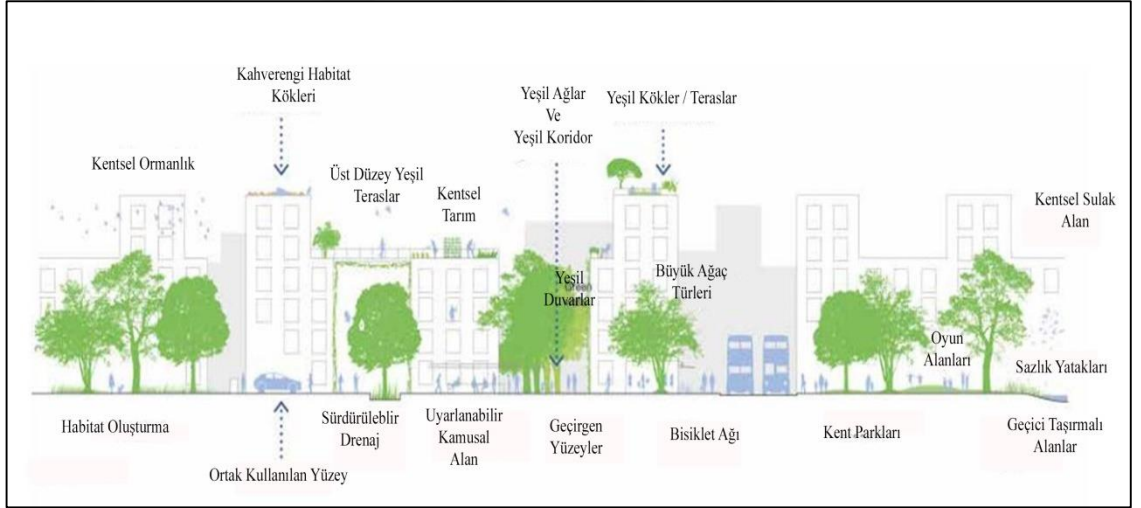 Kahverengi Habitat
Kökleri
Yeşil Ağlar
Ve
Yeşil Koridor
Yeşil Kökler / Teraslar
Kentsel Ormanlık
Üst Düzey Yeşil
Teraslar
Kentsel
Tarım
Kentsel Sulak
Alan
Yeşil
Duvarlar
Green
Büyük Ağaç
Türleri
Oyun
Alanları
Sazlık Yatakları
Habitat Oluşturma
Sürdürüleblir
Drenaj
Uyarlanabilir
Kamusal
Alan
Geçirgen
Yüzeyler
Bisiklet Ağı
Kent Parkları
Geçici Taşırmalı
Alanlar
Ortak Kullanılan Yüzey